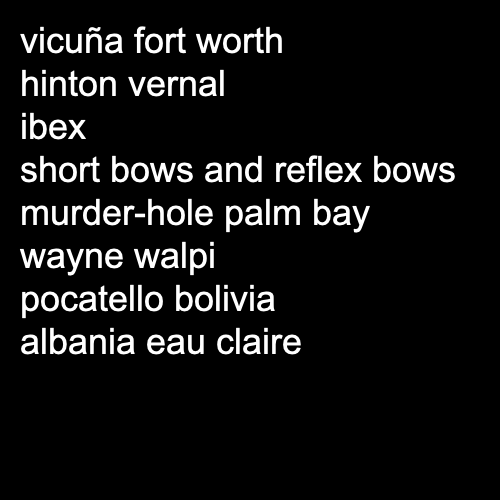 vicuña fort worth
hinton vernal
ibex
short bows and reflex bows
murder-hole palm bay
wayne walpi
pocatello bolivia
albania eau claire